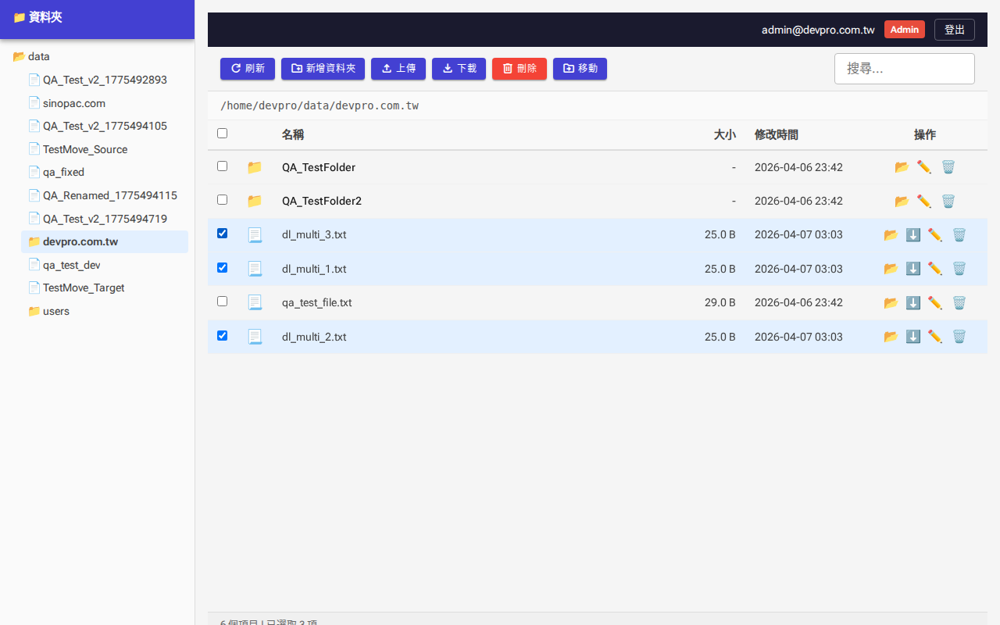 資料夾
data
QA_Test_v2_1775492893
sinopac.com
QA_Test_v2_1775494105
TestMove_Source
qa_fixed
QA_Renamed_1775494115
QA_Test_v2_1775494719
devpro.com.tw
qa_test_dev
TestMove_Target
users
admin@devpro.com.tw Admin 登出
刷新 新增資料夾 上傳 下載 刪除 移動 搜尋...
/home/devpro/data/devpro.com.tw
名稱 大小 修改時間 操作
QA_TestFolder - 2026-04-06 23:42
QA_TestFolder2 - 2026-04-06 23:42
dl_multi_3.txt 25.0 B 2026-04-07 03:03
dl_multi_1.txt 25.0 B 2026-04-07 03:03
qa_test_file.txt 29.0 B 2026-04-06 23:42
dl_multi_2.txt 25.0 B 2026-04-07 03:03
6 個項目 | 已選取 3 項